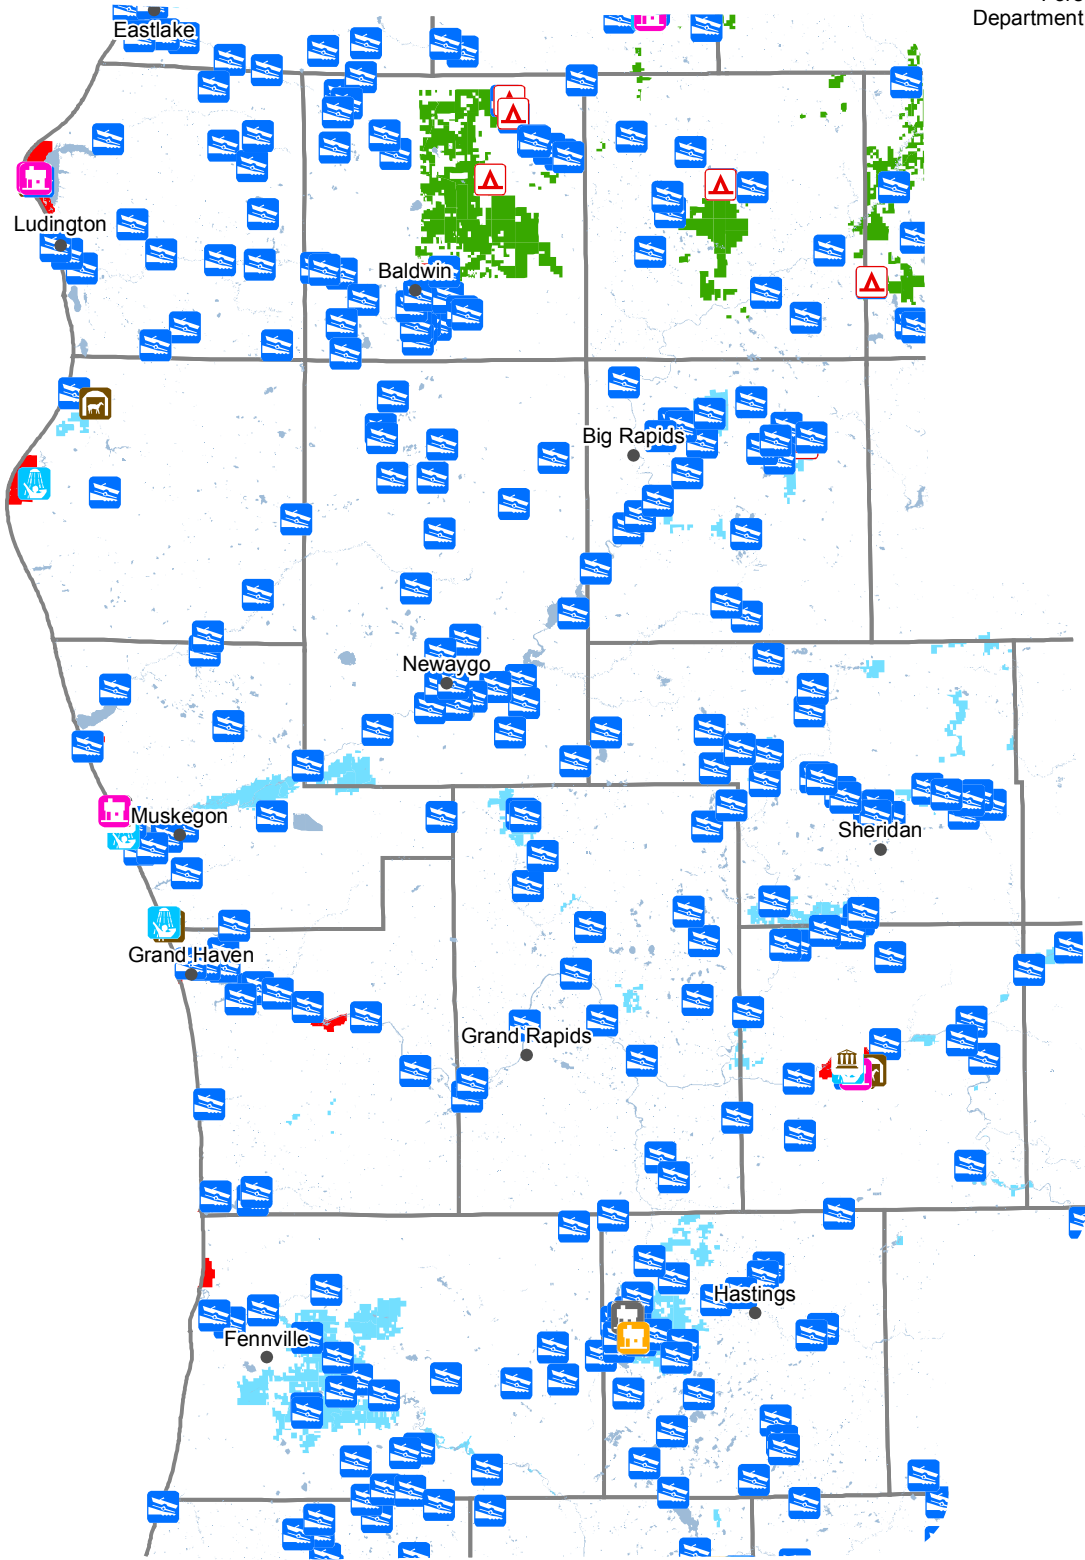 Department
Eastlake
Ludington
Baldwin
Big Rapids
Newaygo
Muskegon
Sheridan
Grand Haven
Grand Rapids
Hastings
Fennville